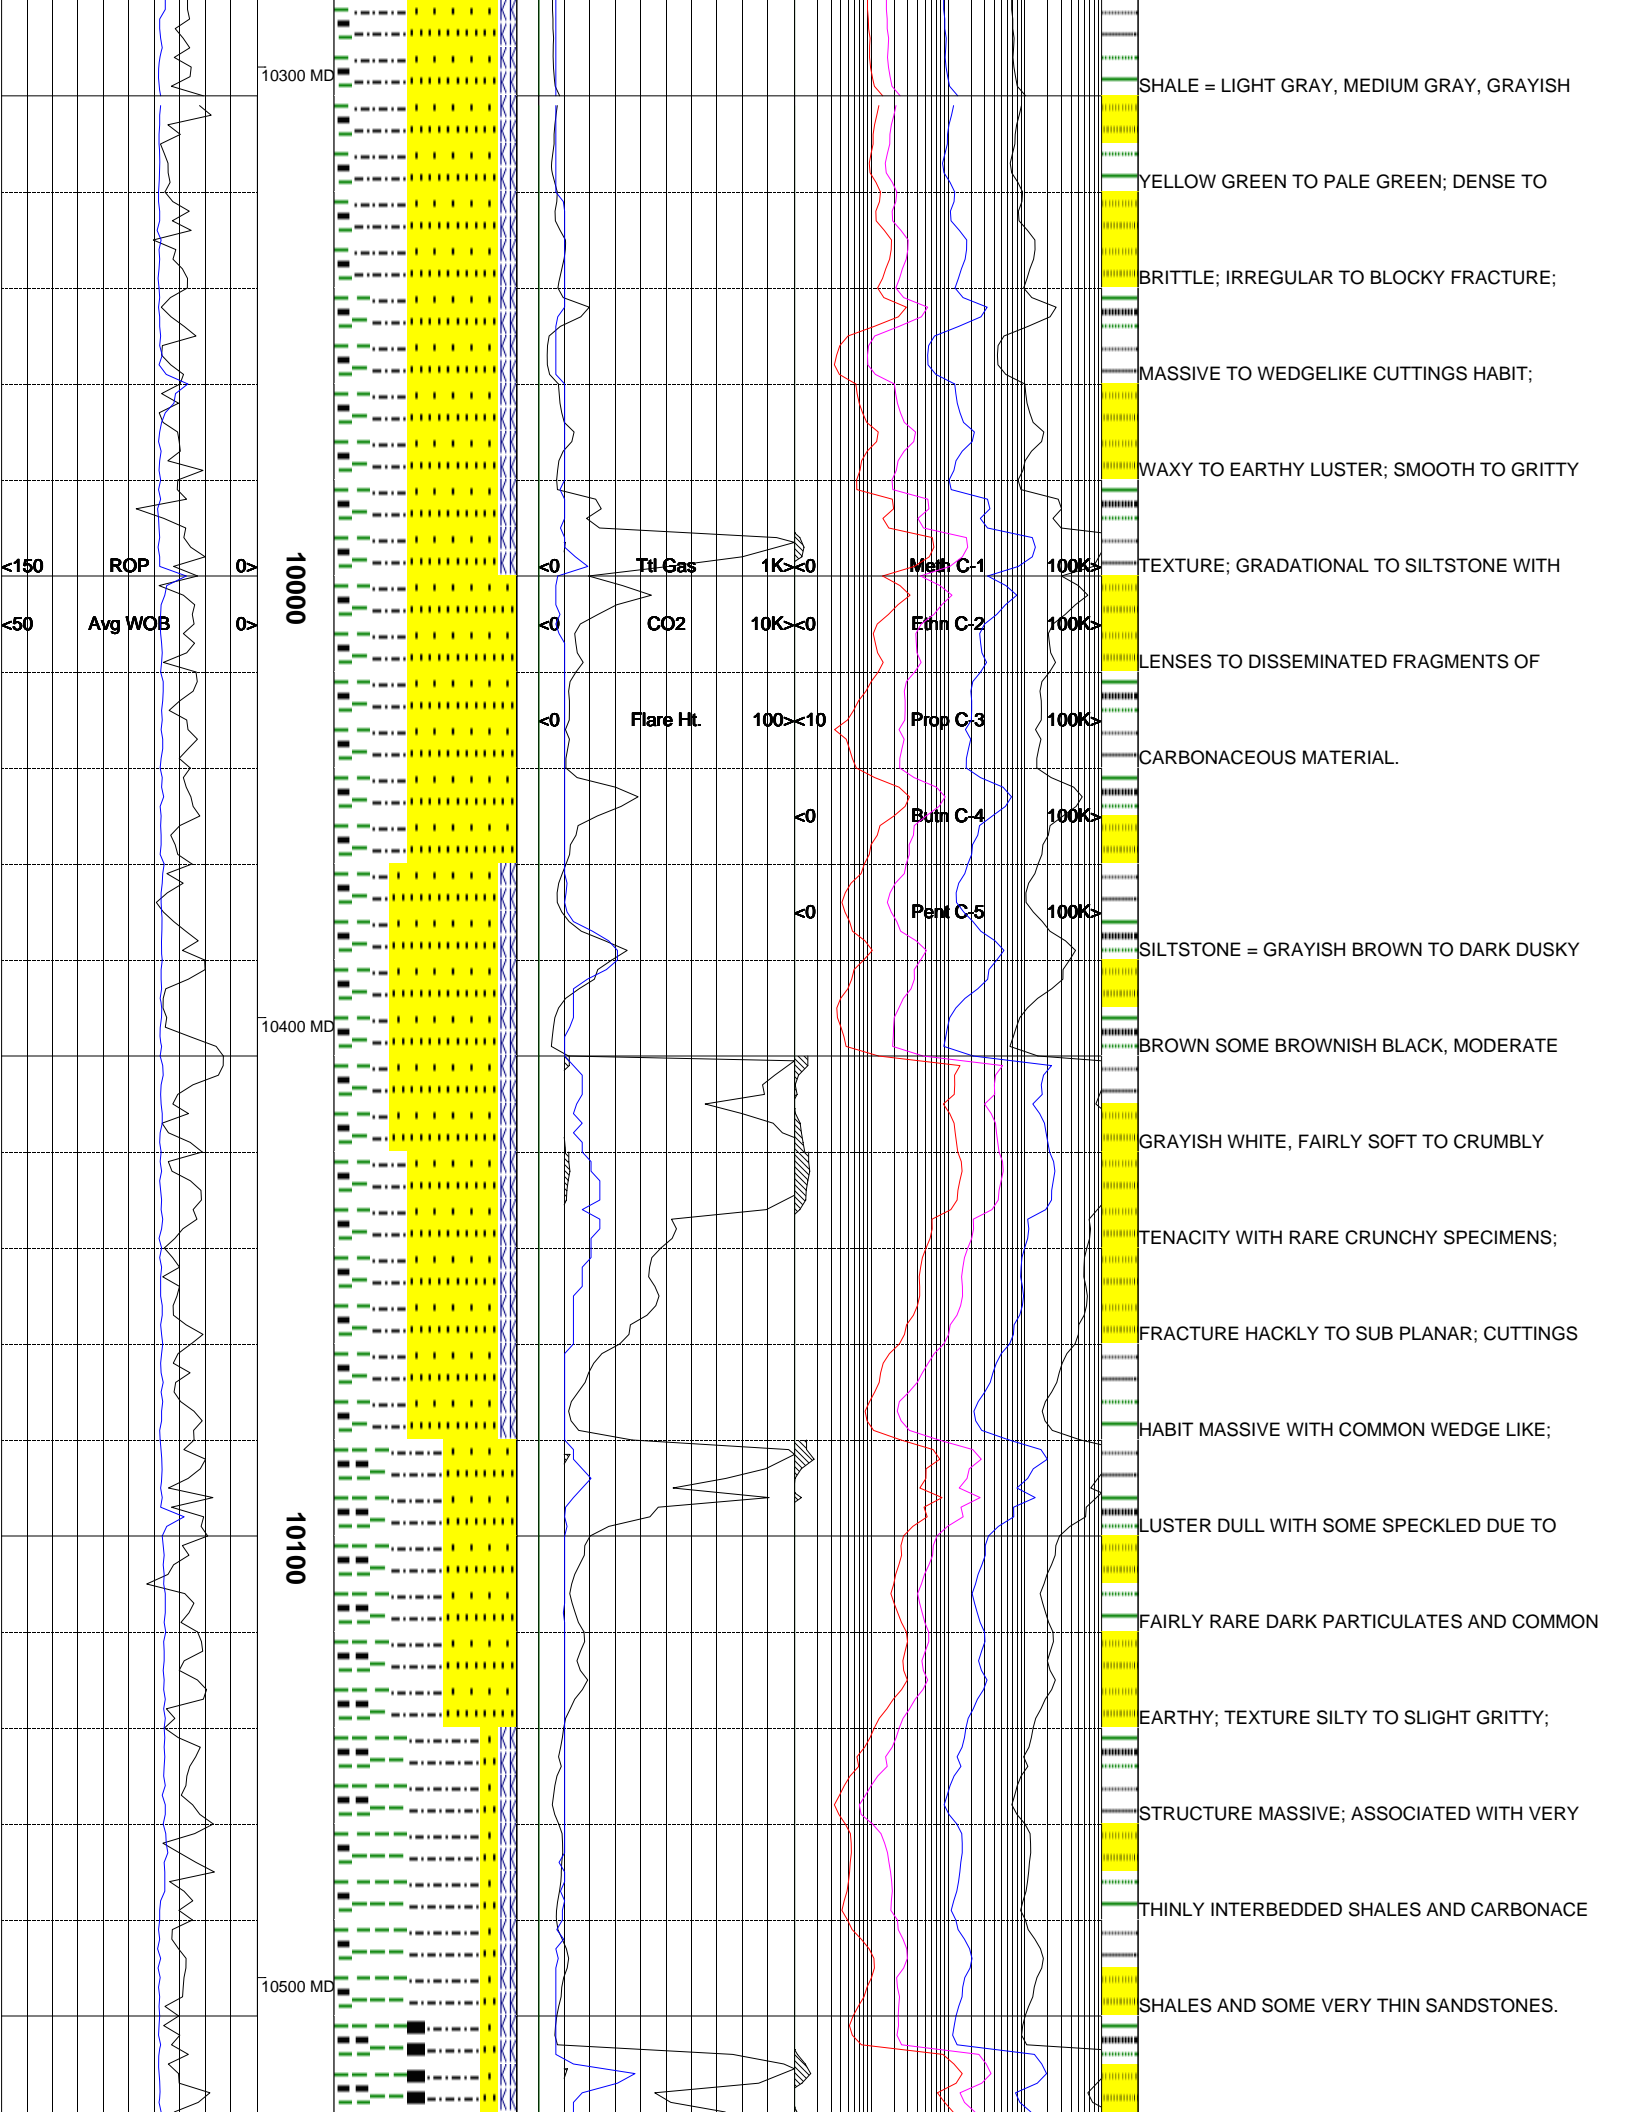 10300 MD
SHALE = LIGHT GRAY, MEDIUM GRAY, GRAYISH
YELLOW GREEN TO PALE GREEN; DENSE TO
BRITTLE; IRREGULAR TO BLOCKY FRACTURE;
MASSIVE TO WEDGELIKE CUTTINGS HABIT;
WAXY TO EARTHY LUSTER; SMOOTH TO GRITTY
<150 ROP 0> 10000 <0 Ttl Gas 1K> <0 Meth C-1 100K> TEXTURE; GRADATIONAL TO SILTSTONE WITH
<50 Avg WOB 0> <0 CO2 10K> <0 Ethn C-2 100K>
LENSES TO DISSEMINATED FRAGMENTS OF
<0 Flare Ht. 100> <10 Prop C-3 100K>
CARBONACEOUS MATERIAL.
<0 Butn C-4 100K>
<0 Pent C-5 100K>
SILTSTONE = GRAYISH BROWN TO DARK DUSKY
10400 MD
BROWN SOME BROWNISH BLACK, MODERATE
GRAYISH WHITE, FAIRLY SOFT TO CRUMBLY
TENACITY WITH RARE CRUNCHY SPECIMENS;
FRACTURE HACKLY TO SUB PLANAR; CUTTINGS
HABIT MASSIVE WITH COMMON WEDGE LIKE;
10100 LUSTER DULL WITH SOME SPECKLED DUE TO
FAIRLY RARE DARK PARTICULATES AND COMMON
EARTHY; TEXTURE SILTY TO SLIGHT GRITTY;
STRUCTURE MASSIVE; ASSOCIATED WITH VERY
THINLY INTERBEDDED SHALES AND CARBONACE
10500 MD
SHALES AND SOME VERY THIN SANDSTONES.